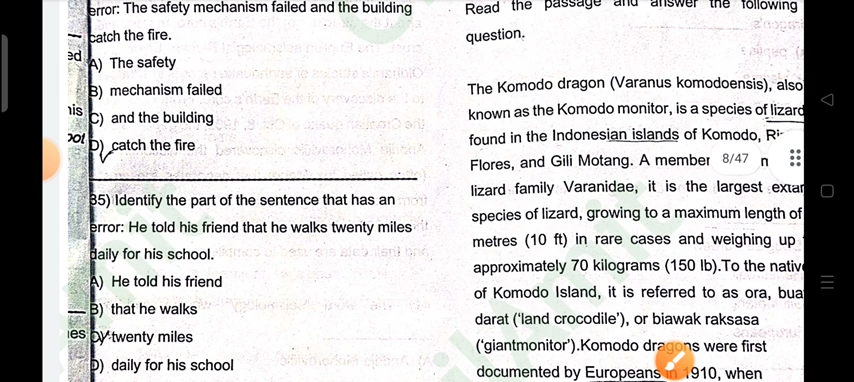 error: The safety mechanism failed and the building
catch the fire.
A) The safety
B) mechanism failed
C) and the building
D) catch the fire
35) Identify the part of the sentence that has an
error: He told his friend that he walks twenty miles
daily for his school.
A) He told his friend
B) that he walks
C) twenty miles
D) daily for his school
Read the passage and answer the following
question.
The Komodo dragon (Varanus komodoensis), also
known as the Komodo monitor, is a species of lizard
found in the Indonesian islands of Komodo,
Flores, and Gili Motang. A member
8/47
lizard family Varanidae, it is the largest
species of lizard, growing to a maximum length of
metres (10 ft) in rare cases and weighing up
approximately 70 kilograms (150 lb).To the
of Komodo Island, it is referred to as ora,
darat ('land crocodile'), or biawak raksasa
('giantmonitor').Komodo dragons were first
documented by Europeans in 1910, when